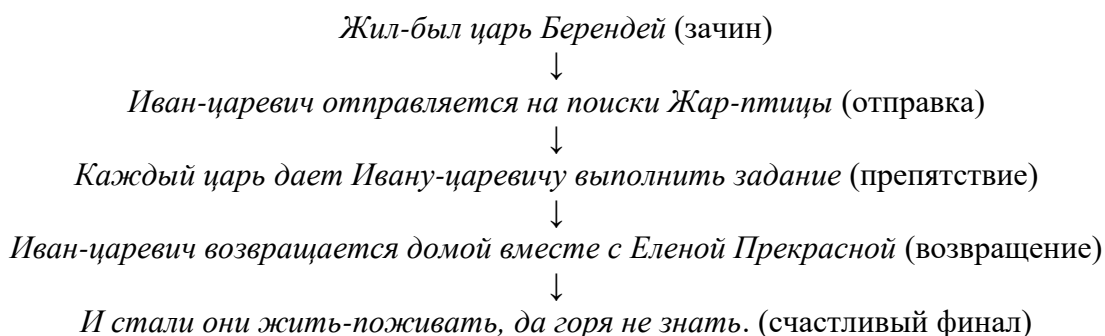 Жил-был царь Берендей (зачин)
↓
Иван-царевич отправляется на поиски Жар-птицы (отправка)
↓
Каждый царь дает Ивану-царевичу выполнить задание (препятствие)
↓
Иван-царевич возвращается домой вместе с Еленой Прекрасной (возвращение)
↓
И стали они жить-поживать, да горя не знать. (счастливый финал)